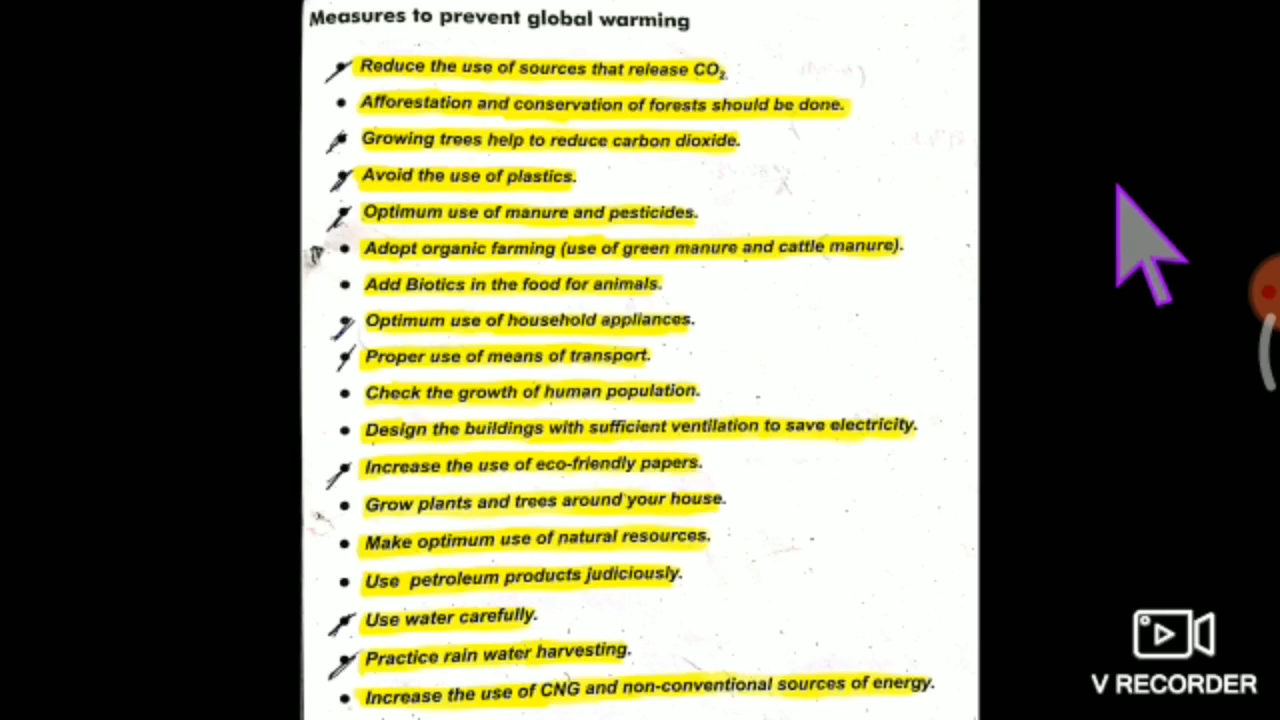 Measures to prevent global warming
• Reduce the use of sources that release CO₂.
• Afforestation and conservation of forests should be done.
• Growing trees help to reduce carbon dioxide.
• Avoid the use of plastics.
• Optimum use of manure and pesticides.
• Adopt organic farming (use of green manure and cattle manure).
• Add Biotics in the food for animals.
• Optimum use of household appliances.
• Proper use of means of transport.
• Check the growth of human population.
• Design the buildings with sufficient ventilation to save electricity.
• Increase the use of eco-friendly papers.
• Grow plants and trees around your house.
• Make optimum use of natural resources.
• Use petroleum products judiciously.
• Use water carefully.
• Practice rain water harvesting.
• Increase the use of CNG and non-conventional sources of energy.
V RECORDER